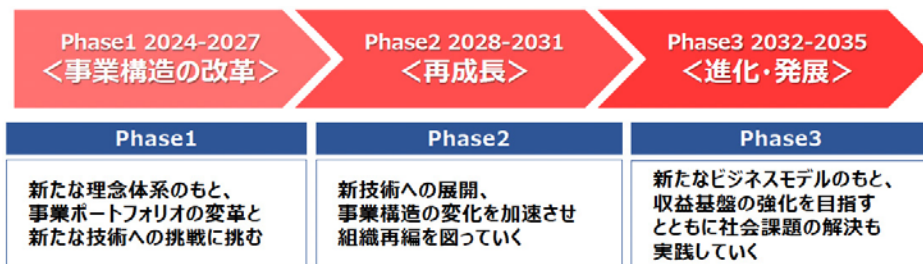 Phase1 2024-2027
＜事業構造の改革＞
Phase2 2028-2031
＜再成長＞
Phase3 2032-2035
＜進化・発展＞
Phase1
新たな理念体系のもと、
事業ポートフォリオの変革と
新たな技術への挑戦に挑む
Phase2
新技術への展開、
事業構造の変化を加速させ
組織再編を図っていく
Phase3
新たなビジネスモデルのもと、
収益基盤の強化を目指す
とともに社会課題の解決も
実践していく